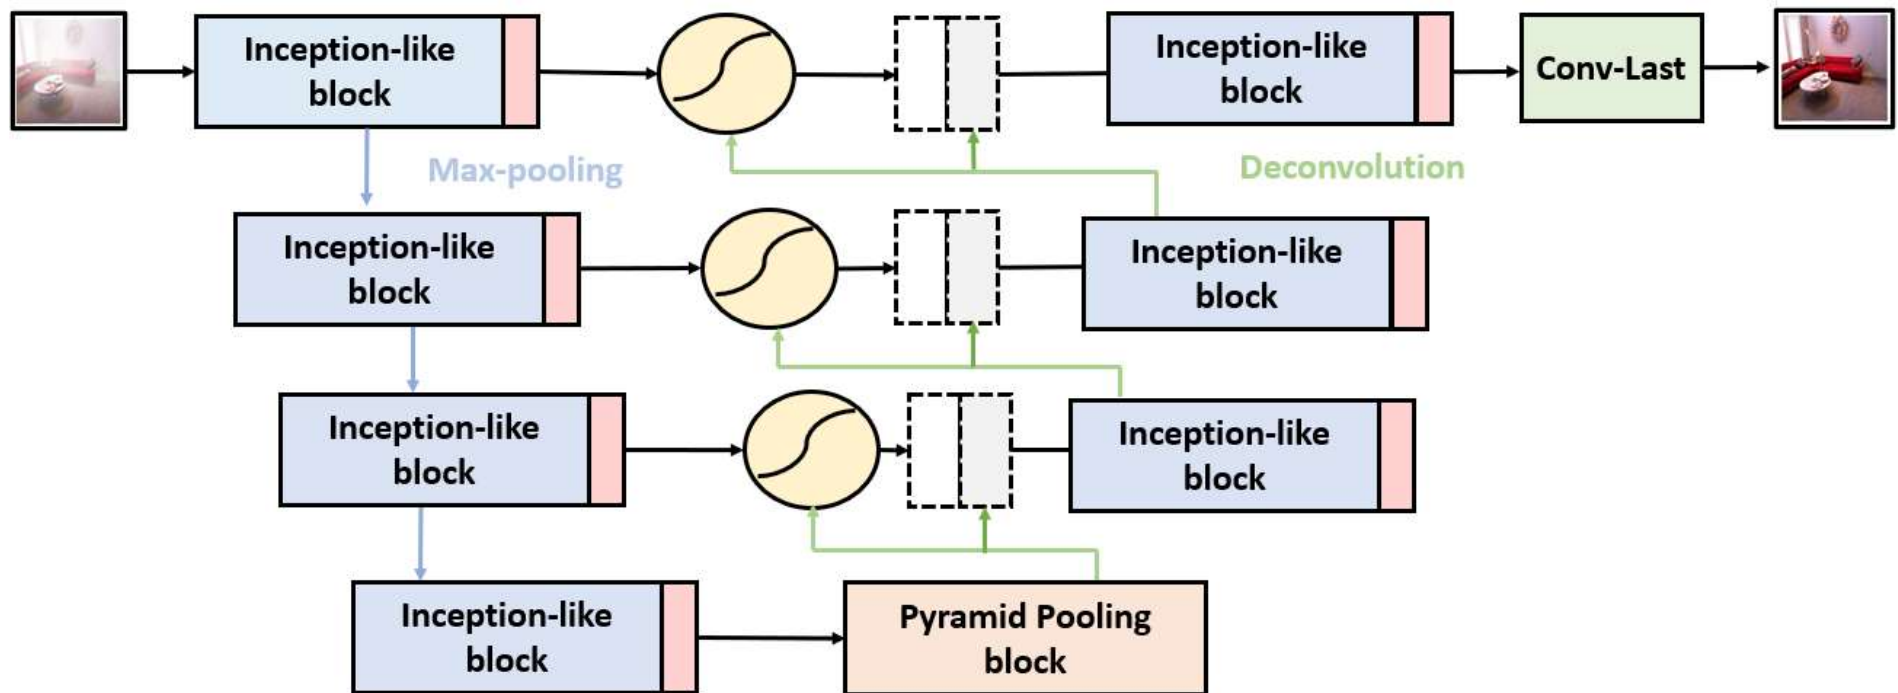 Inception-like
block
Inception-like
block
Conv-Last
Max-pooling
Deconvolution
Inception-like
block
Inception-like
block
Inception-like
block
Inception-like
block
Inception-like
block
Pyramid Pooling
block